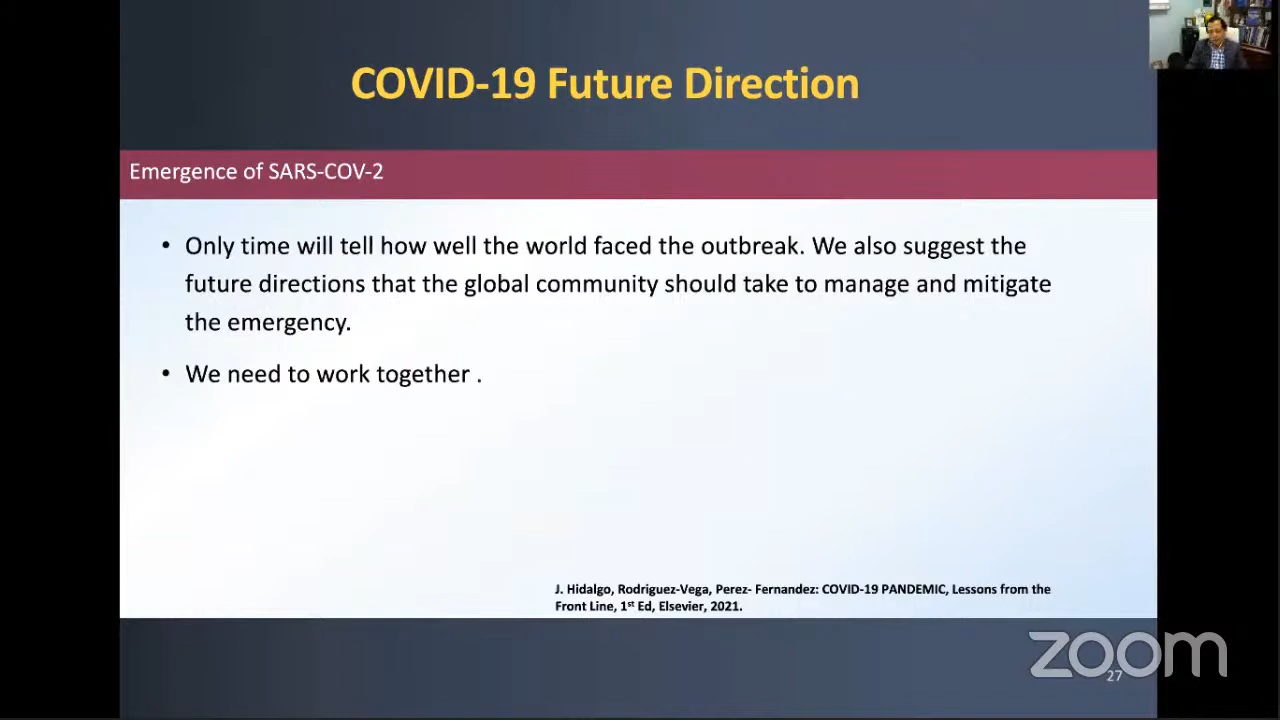 COVID-19 Future Direction
Emergence of SARS-COV-2
• Only time will tell how well the world faced the outbreak. We also suggest the
future directions that the global community should take to manage and mitigate
the emergency.
• We need to work together .
J. Hidalgo, Rodriguez-Vega, Perez- Fernandez: COVID-19 PANDEMIC, Lessons from the
Front Line, 1st Ed, Elsevier, 2021.
zoom
27